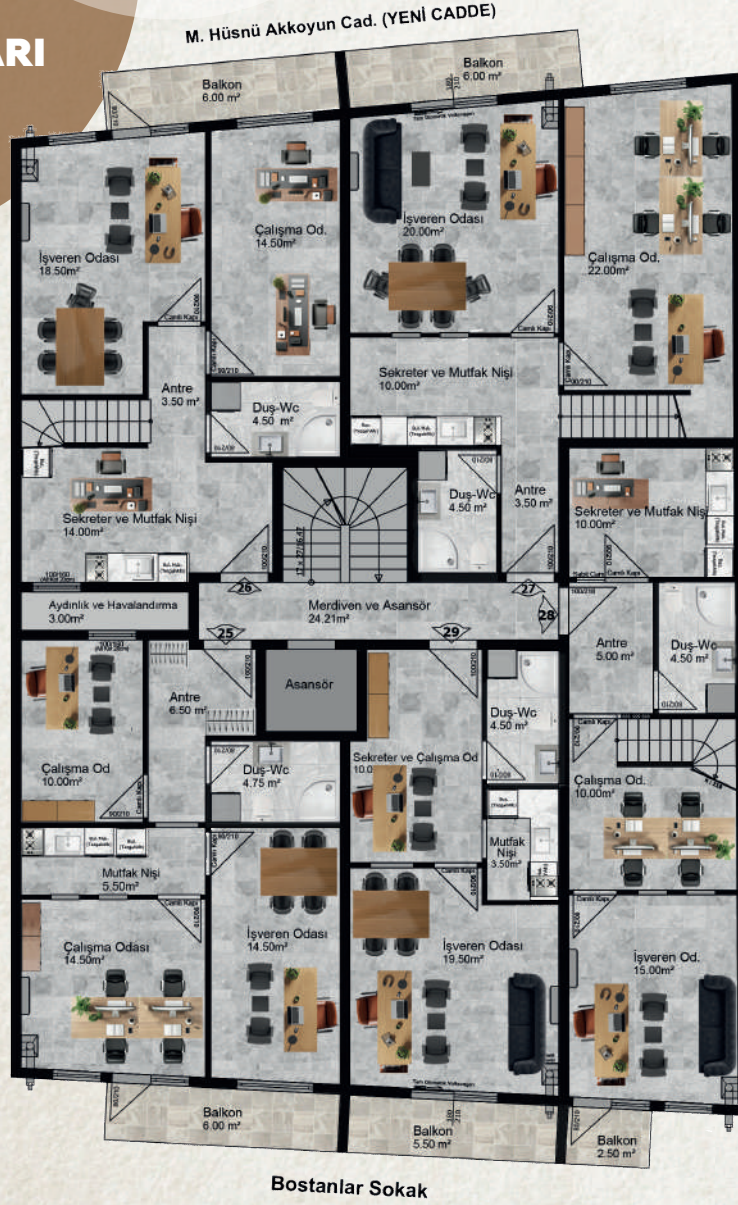 ARI
M. Hüsnü Akkoyun Cad. (YENİ CADDE)
Balkon
6.00 m²
Balkon
6.00 m²
İşveren Odası
18.50m²
Çalışma Od.
14.50m²
İşveren Odası
20.00m²
Çalışma Od.
22.00m²
Antre
3.50 m²
Duş-Wc
4.50 m²
Sekreter ve Mutfak Nişi
10.00m²
Sekreter ve Mutfak Nişi
14.00m²
Duş-Wc
4.50 m²
Antre
3.50 m²
Sekreter ve Mutfak Nişi
10.00m²
Aydınlık ve Havalandırma
3.00m²
26
27
28
25
29
Merdiven ve Asansör
24.21m²
Asansör
Antre
5.00 m²
Duş-Wc
4.50 m²
Antre
6.50 m²
Çalışma Od
10.00m²
Duş-Wc
4.75 m²
Sekreter ve Çalışma Od
10.0
Duş-Wc
4.50 m²
Mutfak
Nişi
3.50m²
Çalışma Od.
10.00m²
Mutfak Nişi
5.50m²
Çalışma Odası
14.50m²
İşveren Odası
14.50m²
İşveren Odası
19.50m²
İşveren Od.
15.00m²
Balkon
6.00 m²
Balkon
5.50 m²
Balkon
2.50 m²
Bostanlar Sokak